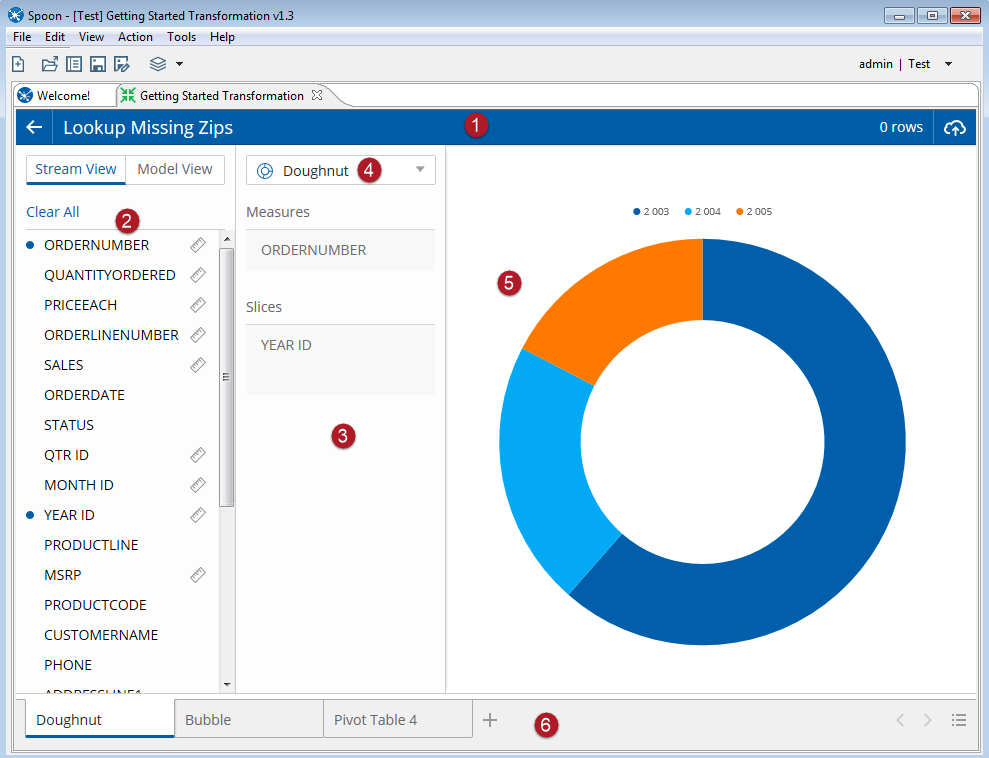 Spoon - [Test] Getting Started Transformation v1.3
File Edit View Action Tools Help
admin | Test
Welcome! Getting Started Transformation
Lookup Missing Zips 1 0 rows
Stream View Model View
Doughnut 4
Clear All 2
Measures
2 003 2 004 2 005
ORDERNUMBER
ORDERNUMBER
QUANTITYORDERED
5
PRICEEACH
Slices
ORDERLINENUMBER
YEAR ID
SALES
ORDERDATE
STATUS
3
QTR ID
MONTH ID
YEAR ID
PRODUCTLINE
MSRP
PRODUCTCODE
CUSTOMERNAME
PHONE
ADDRESSLINE1
Doughnut Bubble Pivot Table 4 6